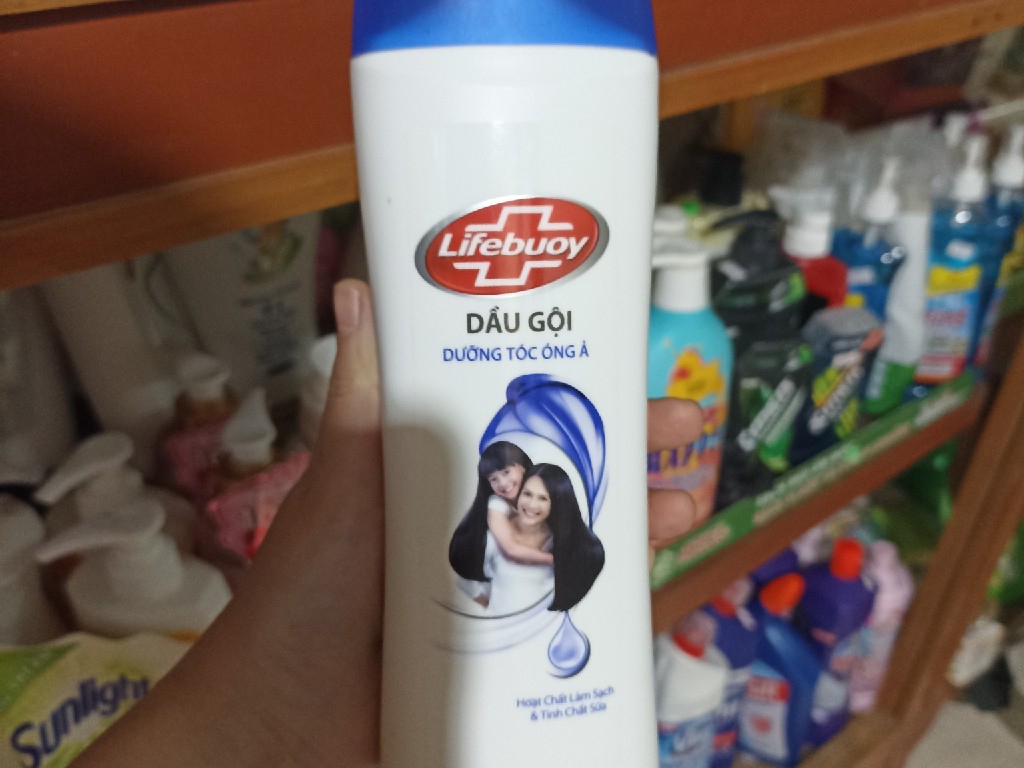 Lifebuoy
DẦU GỘI
DƯỠNG TÓC ÓNG Ả
Hoạt Chất Làm Sạch
& Tinh Chất Sữa
Sunlight